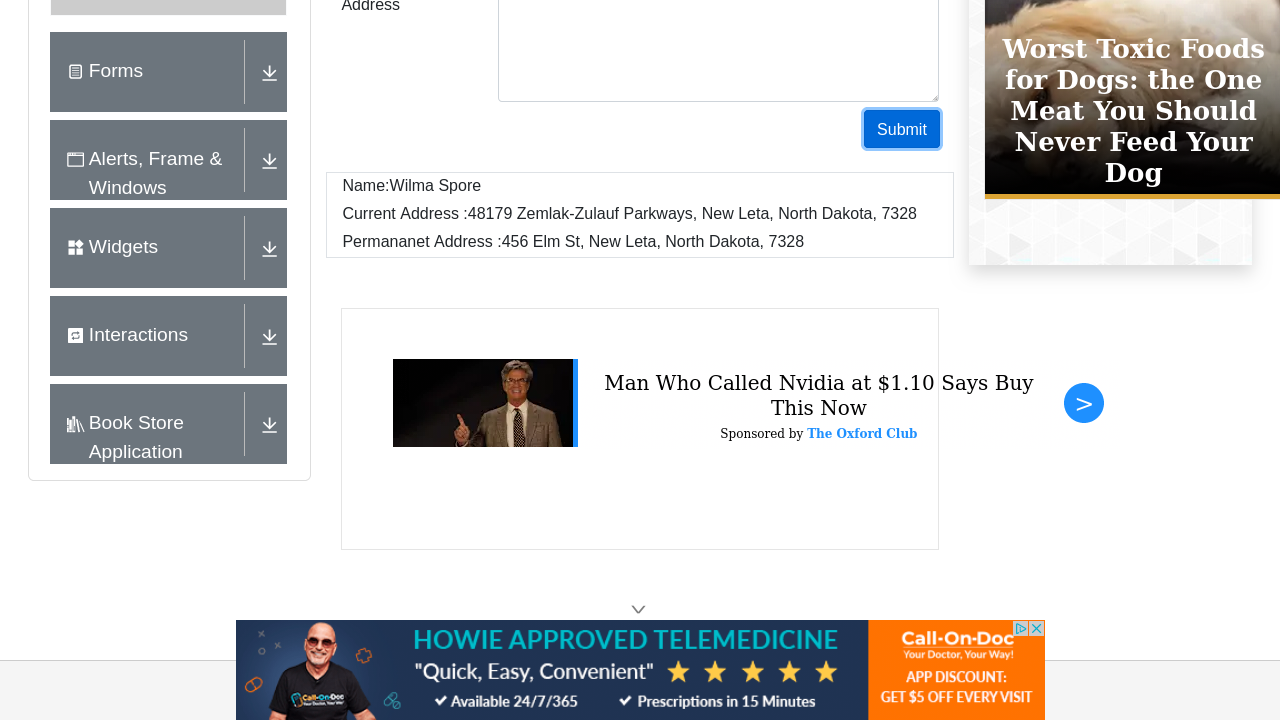 Address
Forms
Alerts, Frame &
Windows
Widgets
Interactions
Book Store
Application
Submit
Name:Wilma Spore
Current Address :48179 Zemlak-Zulauf Parkways, New Leta, North Dakota, 7328
Permananet Address :456 Elm St, New Leta, North Dakota, 7328
Worst Toxic Foods
for Dogs: the One
Meat You Should
Never Feed Your
Dog
Man Who Called Nvidia at $1.10 Says Buy
This Now
Sponsored by The Oxford Club
>
HOWIE APPROVED TELEMEDICINE
"Quick, Easy, Convenient"
Available 24/7/365
Prescriptions in 15 Minutes
Call-On-Doc
Your Doctor, Your Way!
APP DISCOUNT:
GET $5 OFF EVERY VISIT